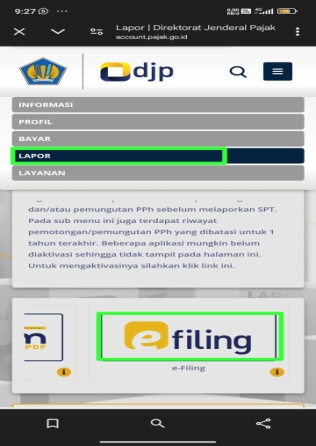 9:27
Lapor | Direktorat Jenderal Pajak
account.pajak.go.id
djp
INFORMASI
PROFIL
BAYAR
LAPOR
LAYANAN
dan/atau pemungutan PPh sebelum melaporkan SPT.
Pada sub menu ini juga terdapat riwayat
pemotongan/pemungutan PPh yang dibatasi untuk 1
tahun terakhir. Beberapa aplikasi mungkin belum
diaktivasi sehingga tidak tampil pada halaman ini.
Untuk mengaktivasinya silahkan klik link ini.
n
PDF
efiling
e-Filing